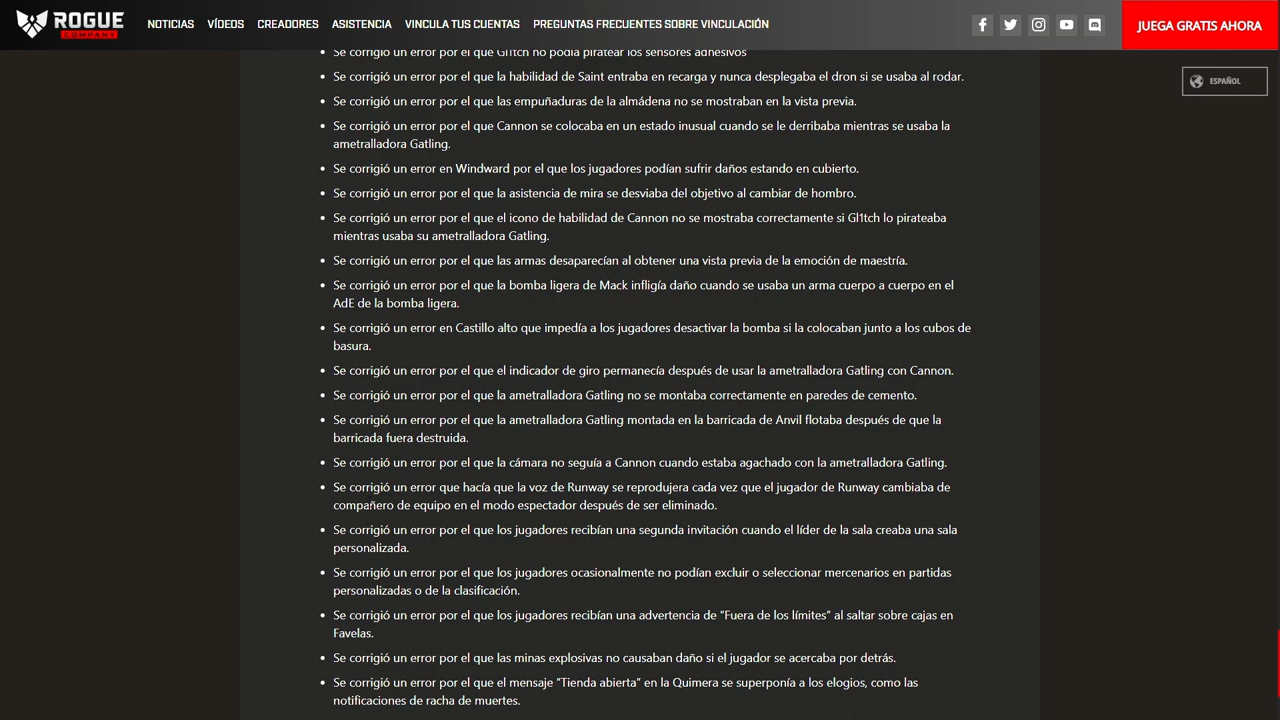 ROGUE
COMPANY
NOTICIAS
VÍDEOS
CREADORES
ASISTENCIA
VINCULA TUS CUENTAS
PREGUNTAS FRECUENTES SOBRE VINCULACIÓN
JUEGA GRATIS AHORA
ESPAÑOL
Se corrigió un error por el que Gl1tch no podía piratear los sensores adhesivos
Se corrigió un error por el que la habilidad de Saint entraba en recarga y nunca desplegaba el dron si se usaba al rodar.
Se corrigió un error por el que las empuñaduras de la almádena no se mostraban en la vista previa.
Se corrigió un error por el que Cannon se colocaba en un estado inusual cuando se le derribaba mientras se usaba la
ametralladora Gatling.
Se corrigió un error en Windward por el que los jugadores podían sufrir daños estando en cubierto.
Se corrigió un error por el que la asistencia de mira se desviaba del objetivo al cambiar de hombro.
Se corrigió un error por el que el icono de habilidad de Cannon no se mostraba correctamente si Gl1tch lo pirateaba
mientras usaba su ametralladora Gatling.
Se corrigió un error por el que las armas desaparecían al obtener una vista previa de la emoción de maestría.
Se corrigió un error por el que la bomba ligera de Mack infligía daño cuando se usaba un arma cuerpo a cuerpo en el
AdE de la bomba ligera.
Se corrigió un error en Castillo alto que impedía a los jugadores desactivar la bomba si la colocaban junto a los cubos de
basura.
Se corrigió un error por el que el indicador de giro permanecía después de usar la ametralladora Gatling con Cannon.
Se corrigió un error por el que la ametralladora Gatling no se montaba correctamente en paredes de cemento.
Se corrigió un error por el que la ametralladora Gatling montada en la barricada de Anvil flotaba después de que la
barricada fuera destruida.
Se corrigió un error por el que la cámara no seguía a Cannon cuando estaba agachado con la ametralladora Gatling.
Se corrigió un error que hacía que la voz de Runway se reprodujera cada vez que el jugador de Runway cambiaba de
compañero de equipo en el modo espectador después de ser eliminado.
Se corrigió un error por el que los jugadores recibían una segunda invitación cuando el líder de la sala creaba una sala
personalizada.
Se corrigió un error por el que los jugadores ocasionalmente no podían excluir o seleccionar mercenarios en partidas
personalizadas o de la clasificación.
Se corrigió un error por el que los jugadores recibían una advertencia de “Fuera de los límites” al saltar sobre cajas en
Favelas.
Se corrigió un error por el que las minas explosivas no causaban daño si el jugador se acercaba por detrás.
Se corrigió un error por el que el mensaje “Tienda abierta” en la Quimera se superponía a los elogios, como las
notificaciones de racha de muertes.